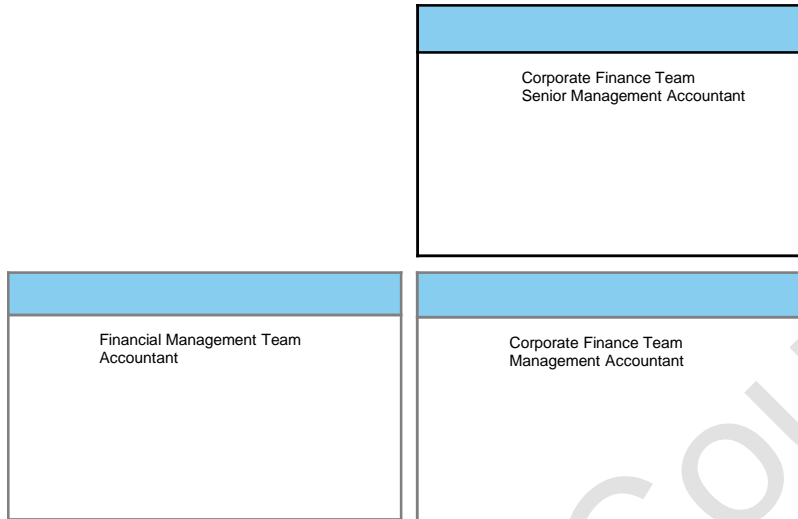 Corporate Finance Team
Senior Management Accountant
Financial Management Team
Accountant
Corporate Finance Team
Management Accountant